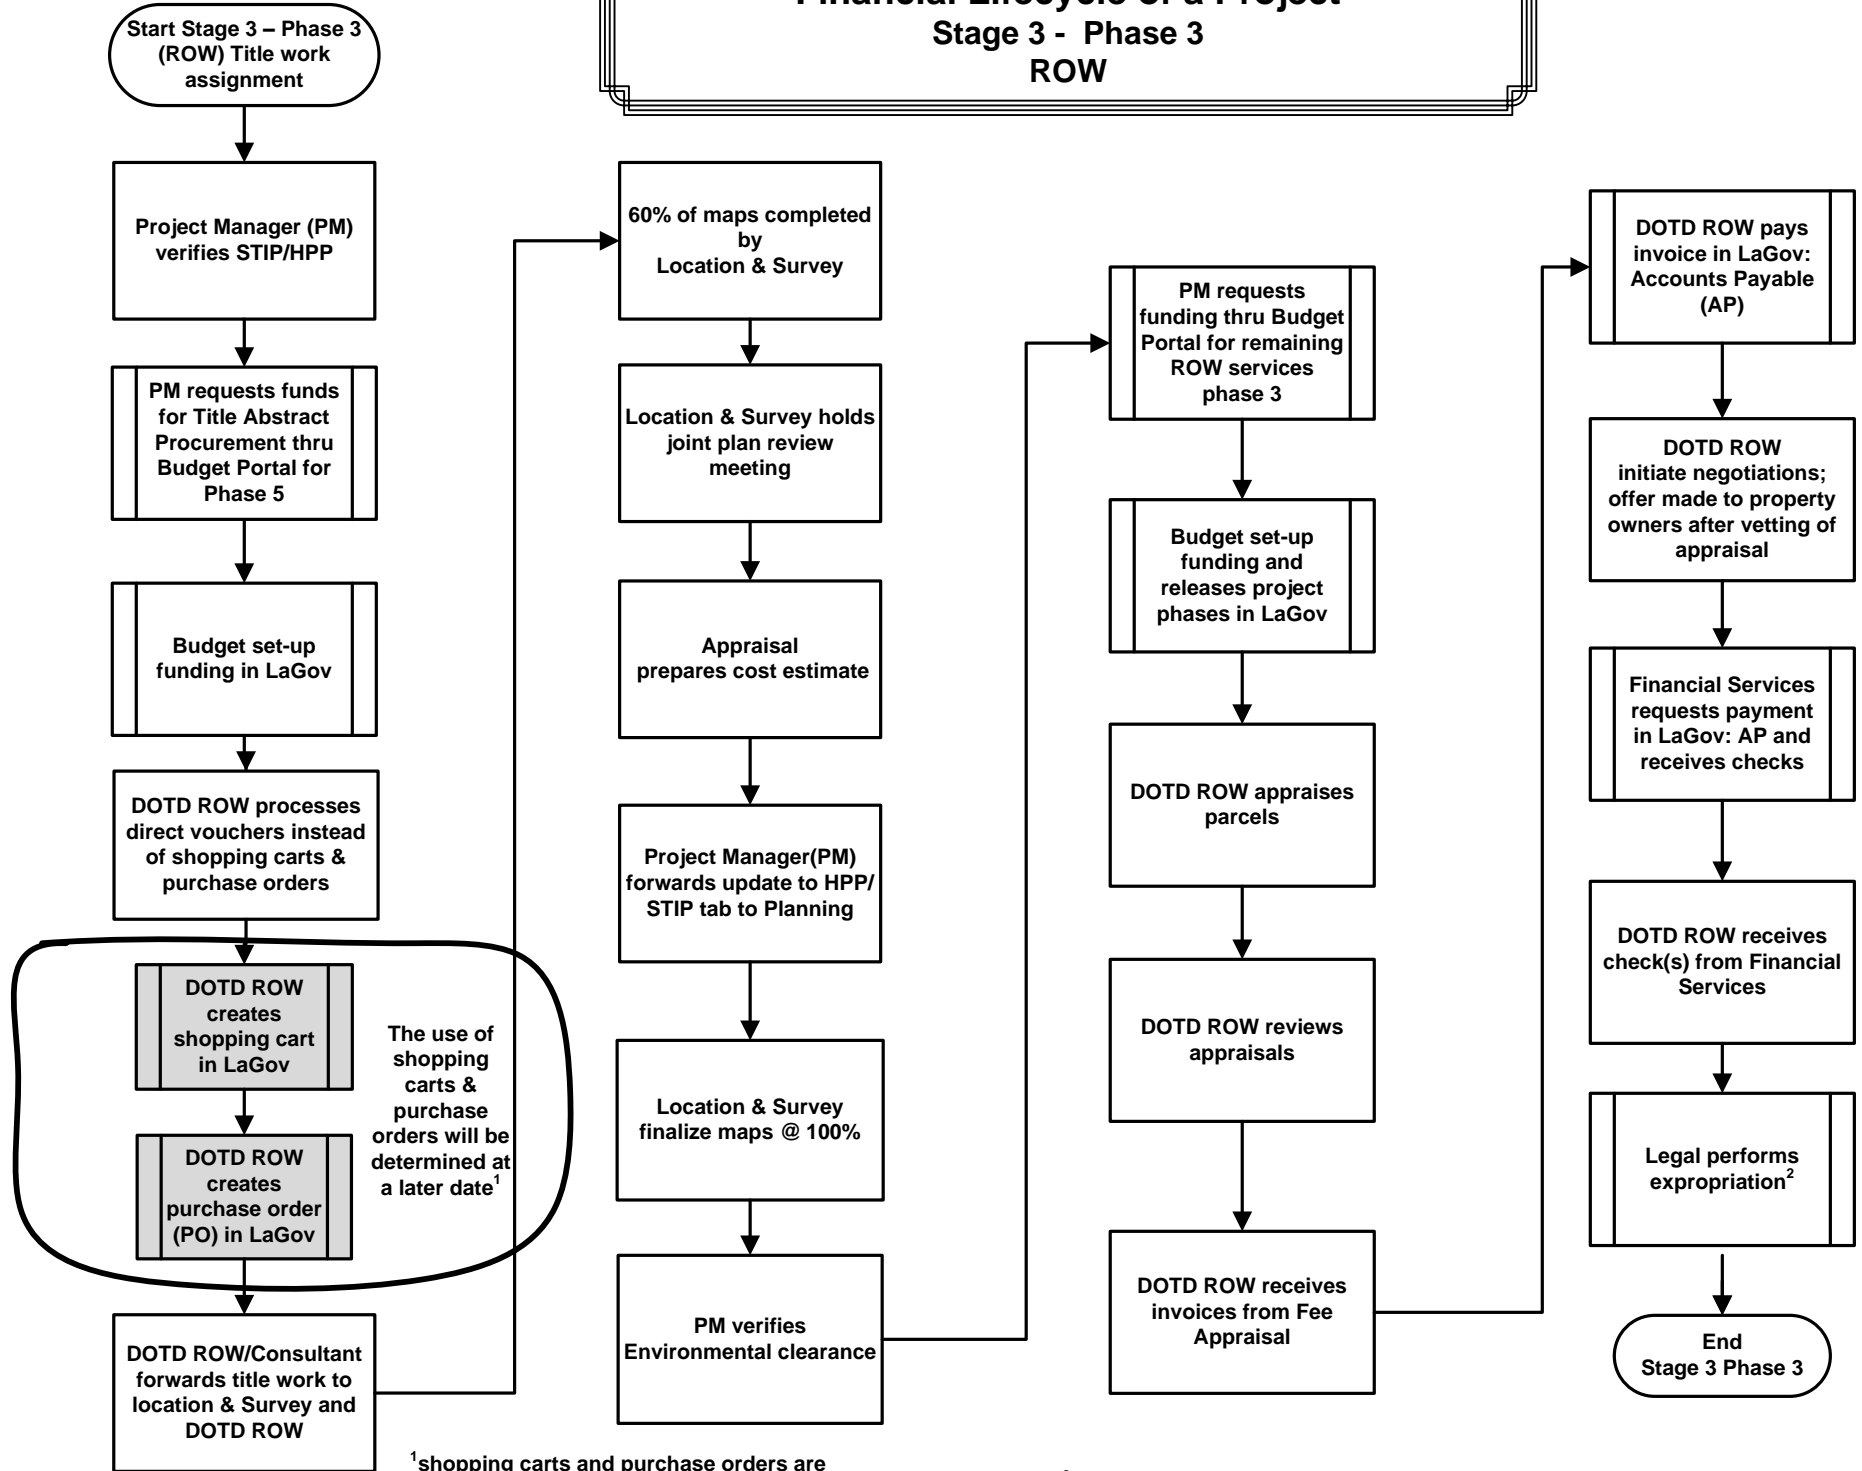 Financial Lifecycle of a Project
Stage 3 - Phase 3
ROW
Start Stage 3 – Phase 3
(ROW) Title work
assignment
Project Manager (PM)
verifies STIP/HPP
PM requests funds
for Title Abstract
Procurement thru
Budget Portal for
Phase 5
Budget set-up
funding in LaGov
DOTD ROW processes
direct vouchers instead
of shopping carts &
purchase orders
DOTD ROW
creates
shopping cart
in LaGov
DOTD ROW
creates
purchase order
(PO) in LaGov
The use of
shopping
carts &
purchase
orders will be
determined at
a later date1
DOTD ROW/Consultant
forwards title work to
location & Survey and
DOTD ROW
60% of maps completed
by
Location & Survey
Location & Survey holds
joint plan review
meeting
Appraisal
prepares cost estimate
Project Manager(PM)
forwards update to HPP/
STIP tab to Planning
Location & Survey
finalize maps @ 100%
PM verifies
Environmental clearance
PM requests
funding thru Budget
Portal for remaining
ROW services
phase 3
Budget set-up
funding and
releases project
phases in LaGov
DOTD ROW appraises
parcels
DOTD ROW reviews
appraisals
DOTD ROW receives
invoices from Fee
Appraisal
DOTD ROW pays
invoice in LaGov:
Accounts Payable
(AP)
DOTD ROW
initiate negotiations;
offer made to property
owners after vetting of
appraisal
Financial Services
requests payment
in LaGov: AP and
receives checks
DOTD ROW receives
check(s) from Financial
Services
Legal performs
expropriation2
End
Stage 3 Phase 3
1shopping carts and purchase orders are